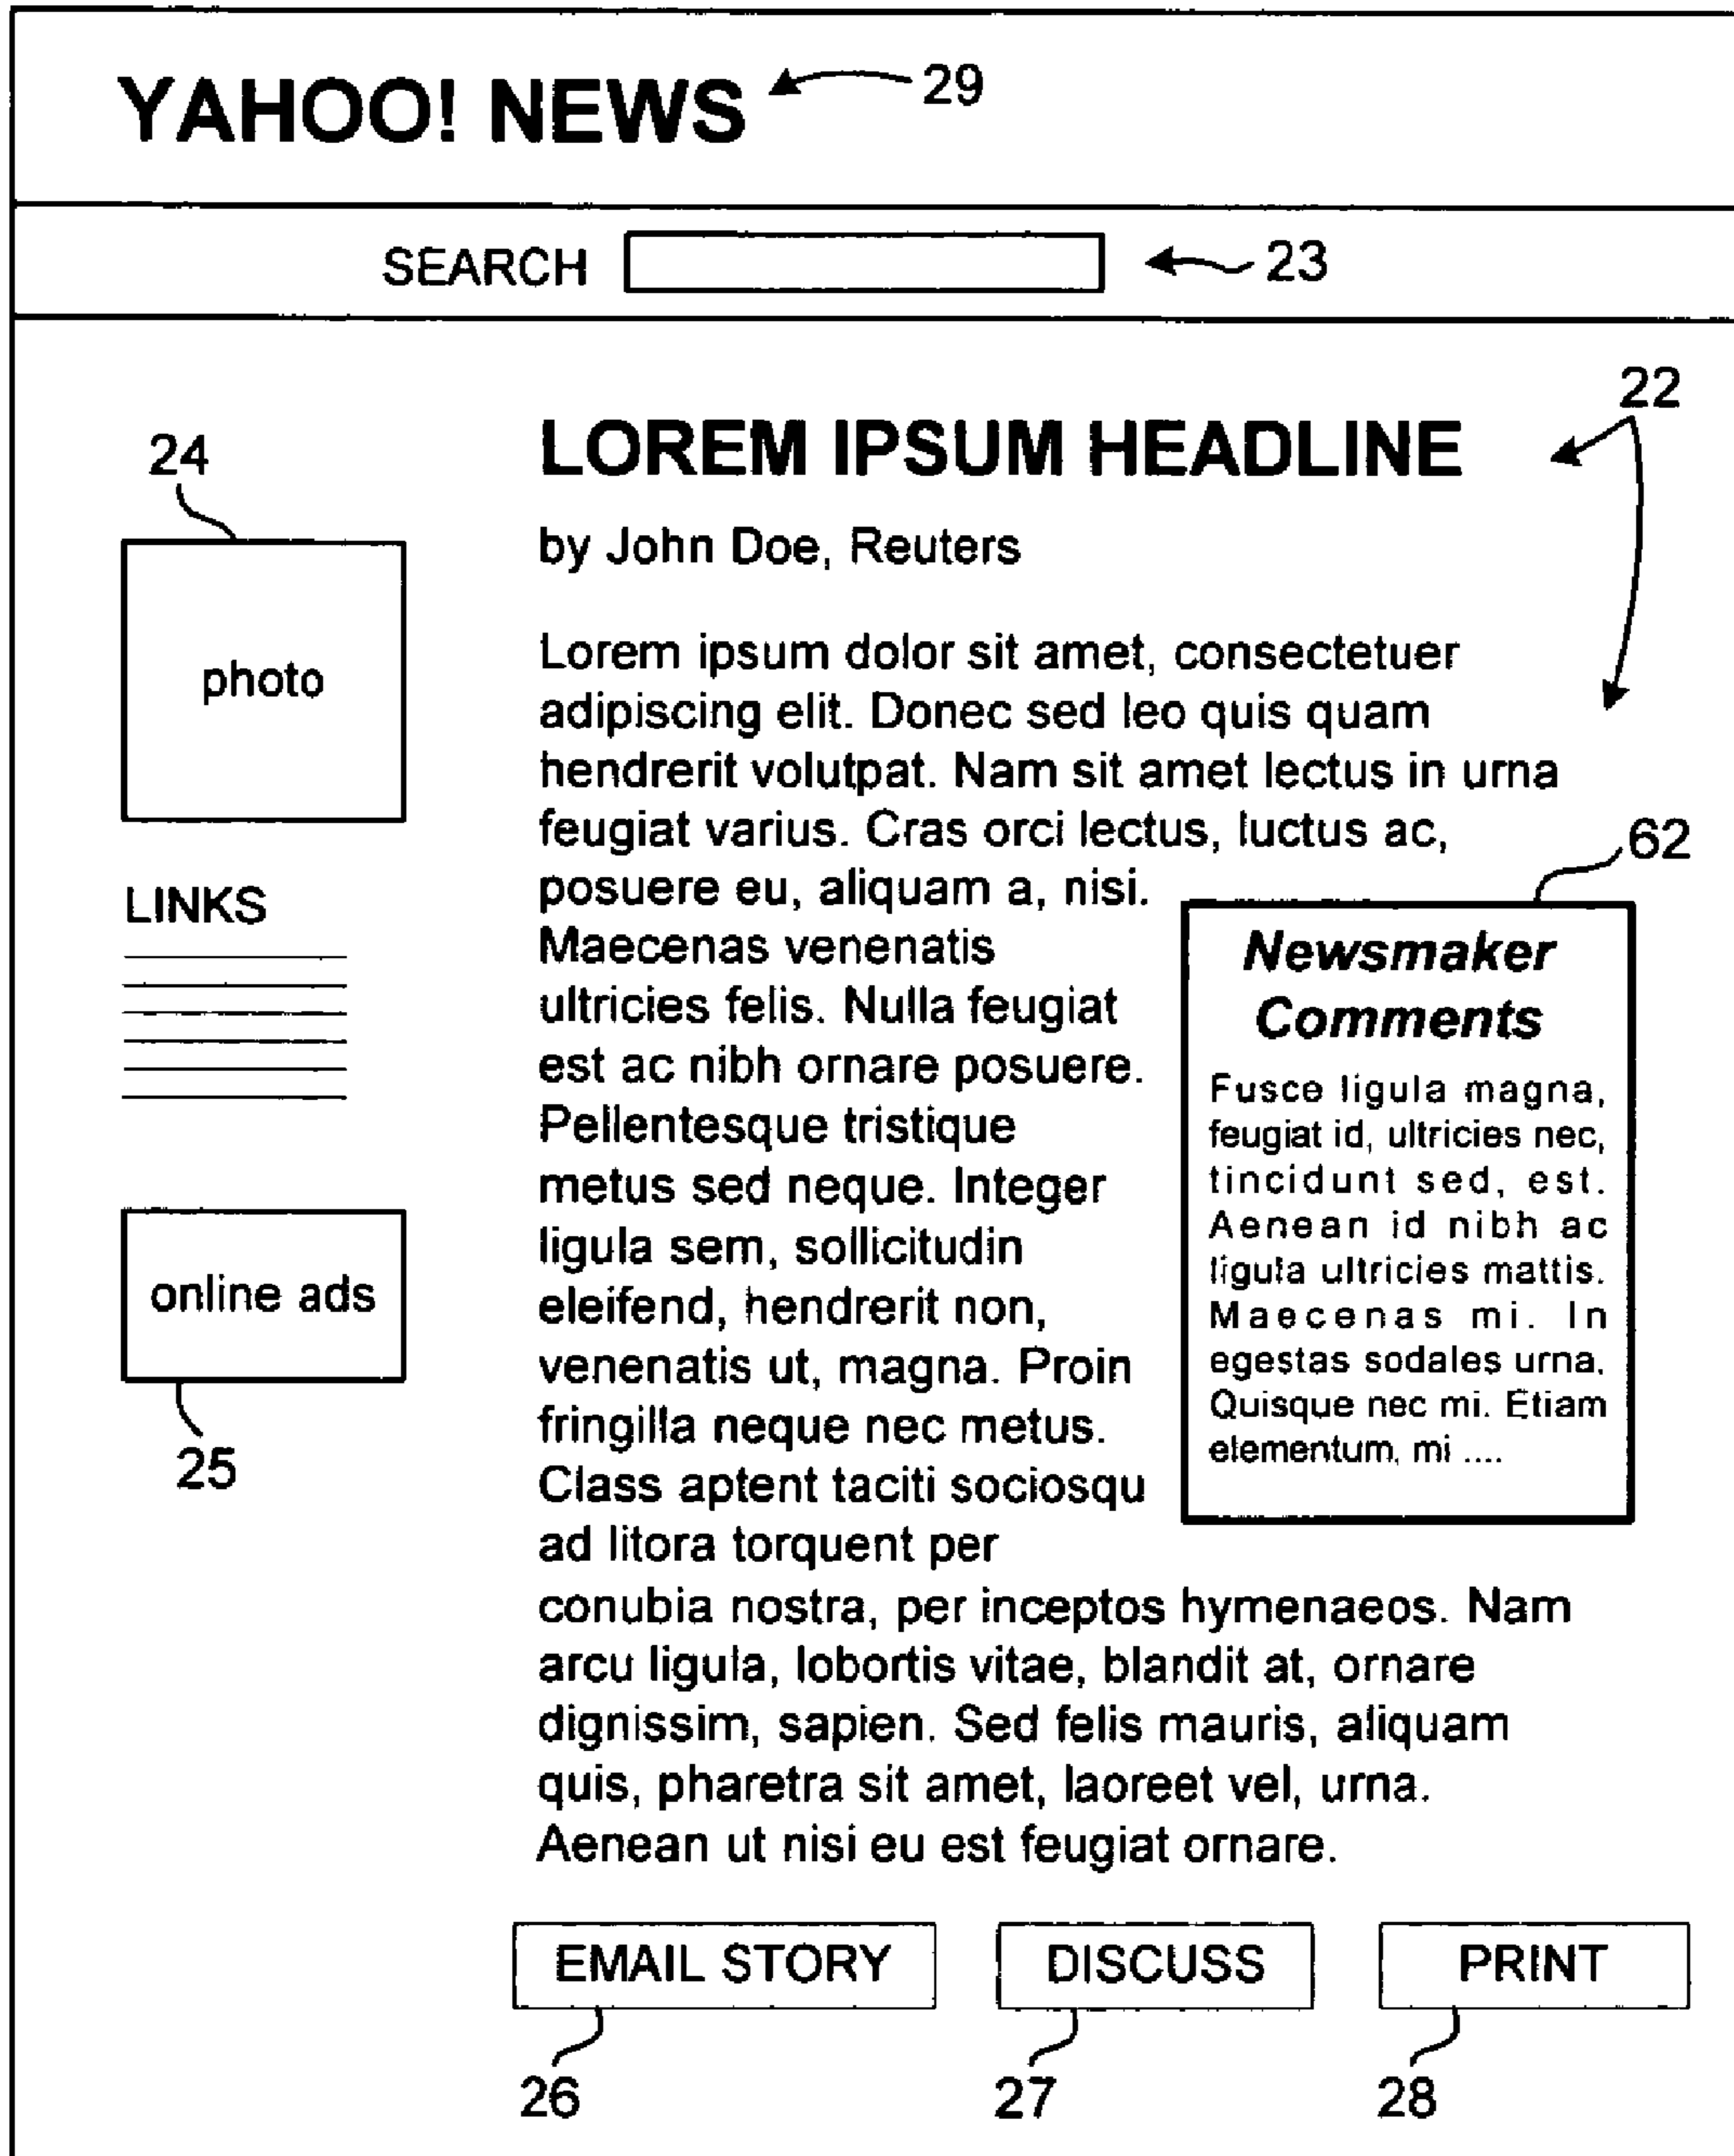 YAHOO! NEWS
29
SEARCH
23
22
24
LOREM IPSUM HEADLINE
by John Doe, Reuters
photo
Lorem ipsum dolor sit amet, consectetuer
adipiscing elit. Donec sed leo quis quam
hendrerit volutpat. Nam sit amet lectus in urna
feugiat varius. Cras orci lectus, luctus ac,
posuere eu, aliquam a, nisi.
Maecenas venenatis
ultricies felis. Nulla feugiat
est ac nibh ornare posuere.
Pellentesque tristique
metus sed neque. Integer
ligula sem, sollicitudin
eleifend, hendrerit non,
venenatis ut, magna. Proin
fringilla neque nec metus.
Class aptent taciti sociosqu
ad litora torquent per
conubia nostra, per inceptos hymenaeos. Nam
arcu ligula, lobortis vitae, blandit at, ornare
dignissim, sapien. Sed felis mauris, aliquam
quis, pharetra sit amet, laoreet vel, urna.
Aenean ut nisi eu est feugiat ornare.
62
Newsmaker
Comments
Fusce ligula magna,
feugiat id, ultricies nec,
tincidunt sed, est.
Aenean id nibh ac
ligula ultricies mattis.
Maecenas mi. In
egestas sodales urna.
Quisque nec mi. Etiam
elementum, mi ....
LINKS
online ads
25
EMAIL STORY
DISCUSS
PRINT
26
27
28